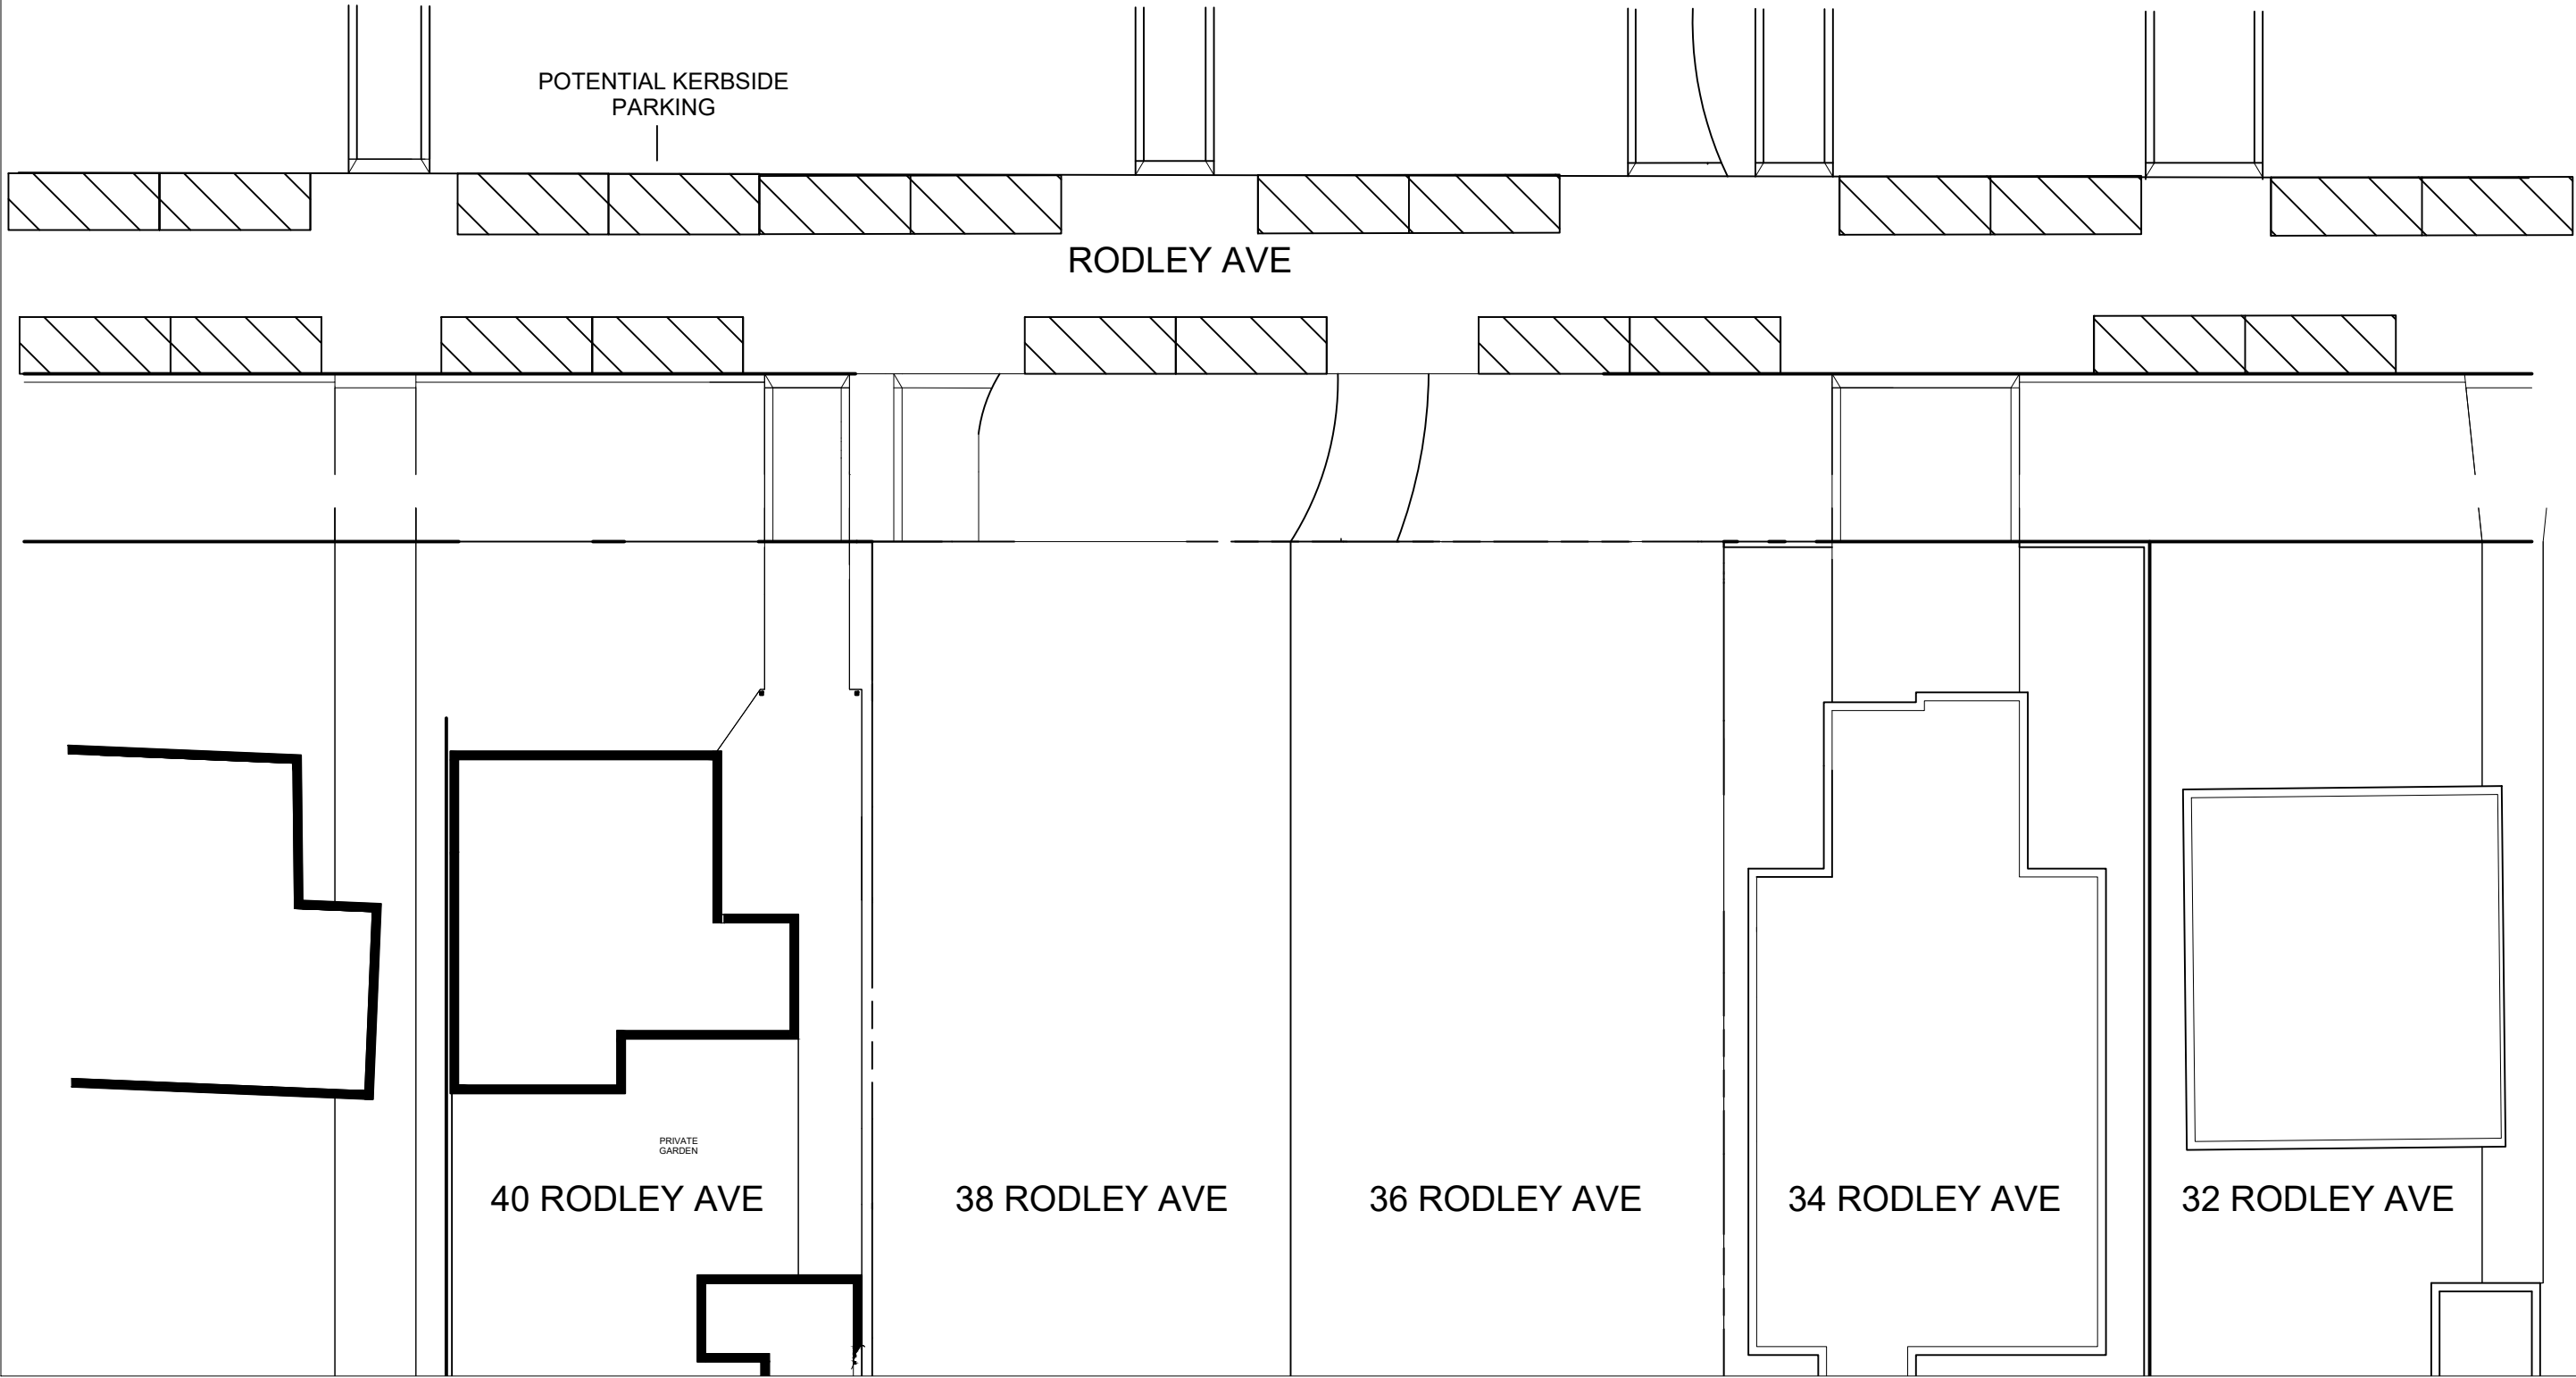 POTENTIAL KERBSIDE
PARKING
RODLEY AVE
PRIVATE
GARDEN
40 RODLEY AVE
38 RODLEY AVE
36 RODLEY AVE
34 RODLEY AVE
32 RODLEY AVE